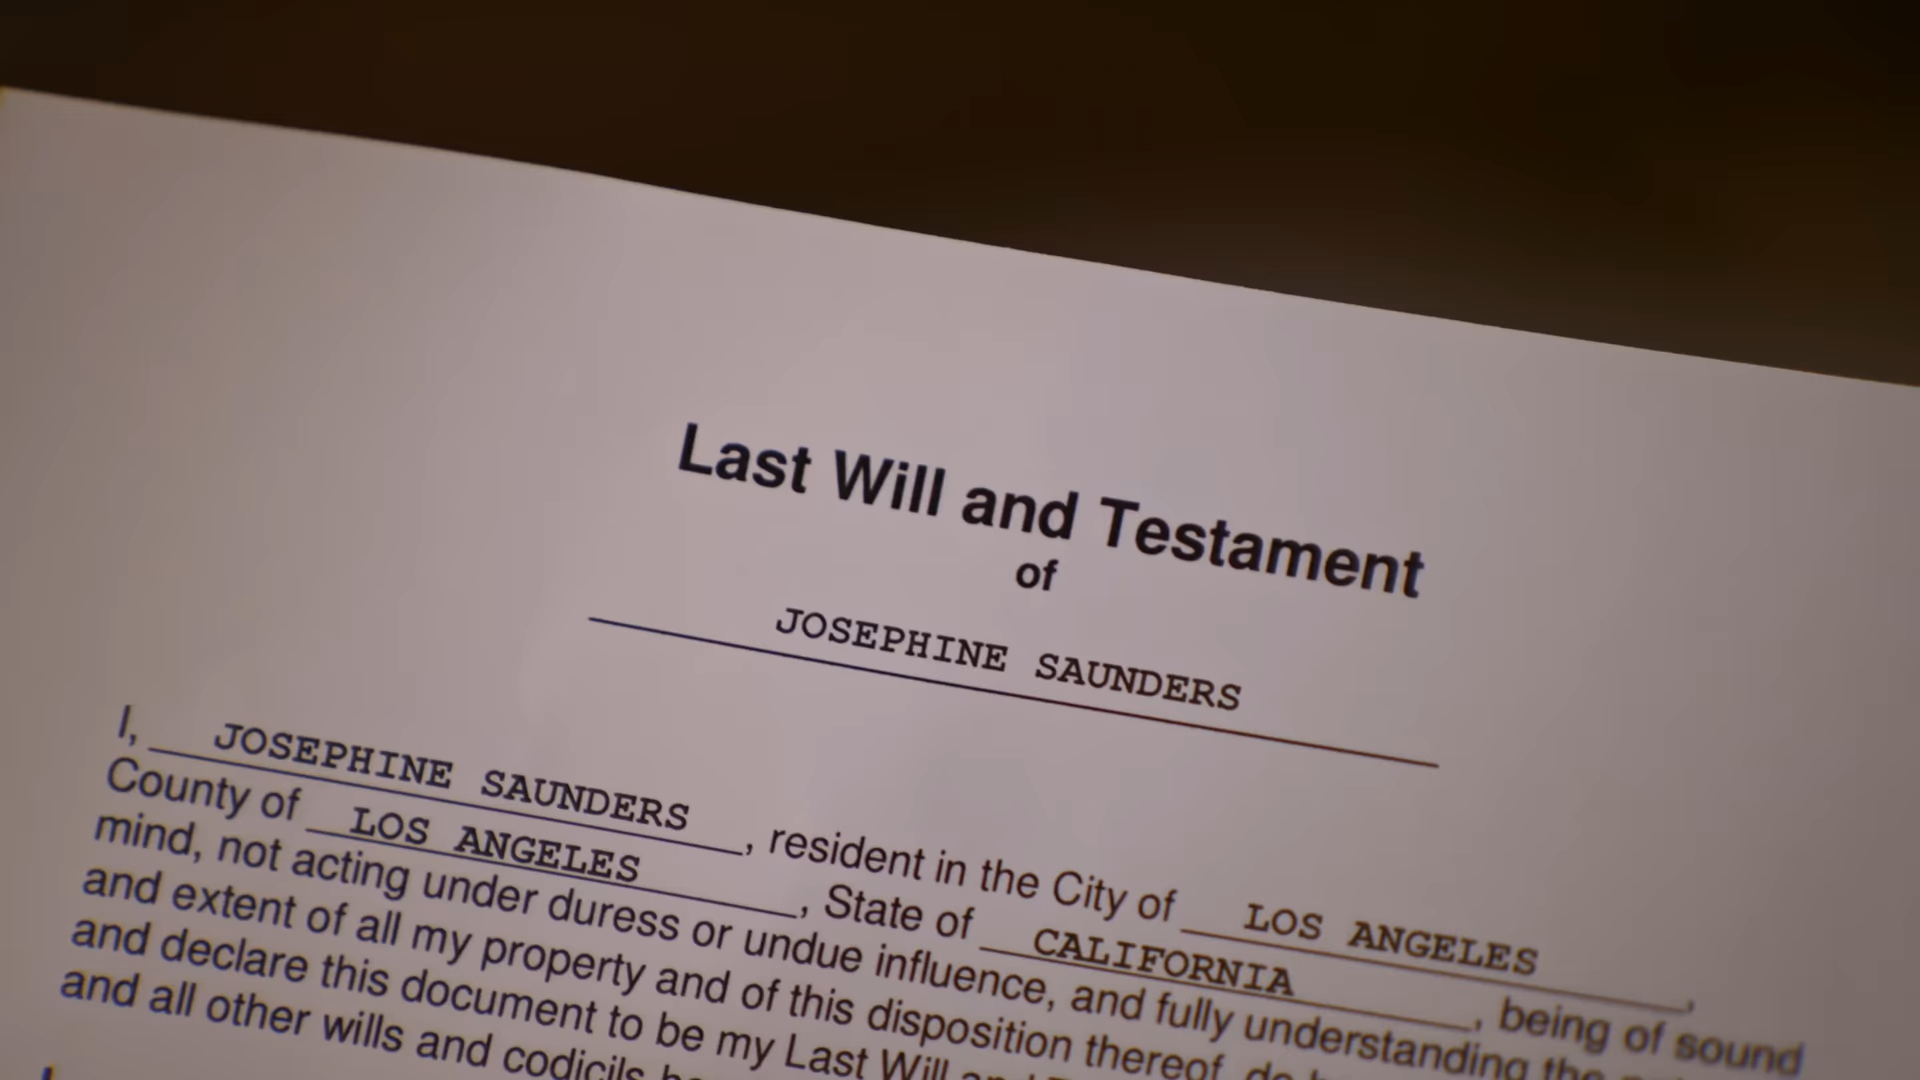 Last Will and Testament
of
JOSEPHINE SAUNDERS
I, JOSEPHINE SAUNDERS, resident in the City of LOS ANGELES,
County of LOS ANGELES, State of CALIFORNIA, being of sound
mind, not acting under duress or undue influence, and fully understanding the
and extent of all my property and of this disposition thereof, do
and declare this document to be my Last Will and
and all other wills and codicils